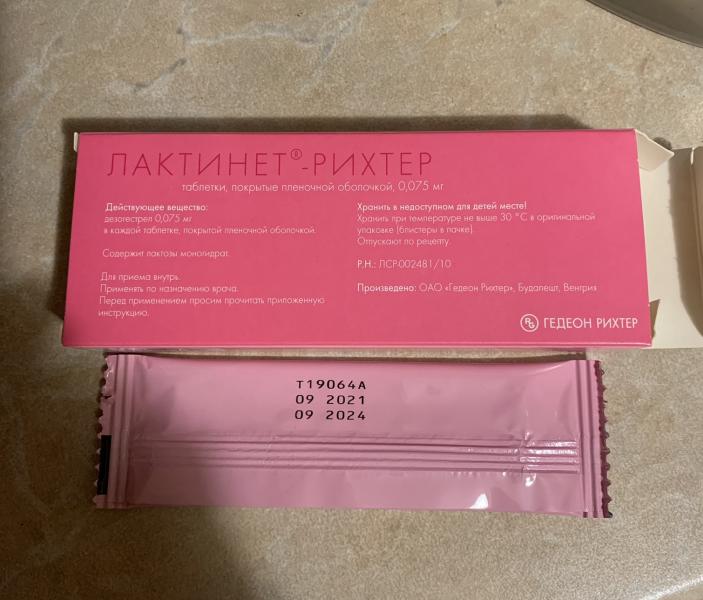 ЛАКТИНЕТ®-РИХТЕР
таблетки, покрытые пленочной оболочкой, 0,075 мг
Действующее вещество:
дезогестрел 0,075 мг
в каждой таблетке, покрытой пленочной оболочкой.
Содержит лактозы моногидрат.
Для приема внутрь.
Применять по назначению врача.
Перед применением просим прочитать приложенную
инструкцию.
Хранить в недоступном для детей месте!
Хранить при температуре не выше 30 °С в оригинальной
упаковке (блистеры в пачке).
Отпускают по рецепту.
Р.Н.: ЛСР-002481/10
Произведено: ОАО «Гедеон Рихтер», Будапешт, Венгрия
RG ГЕДЕОН РИХТЕР
T19064A
09 2021
09 2024